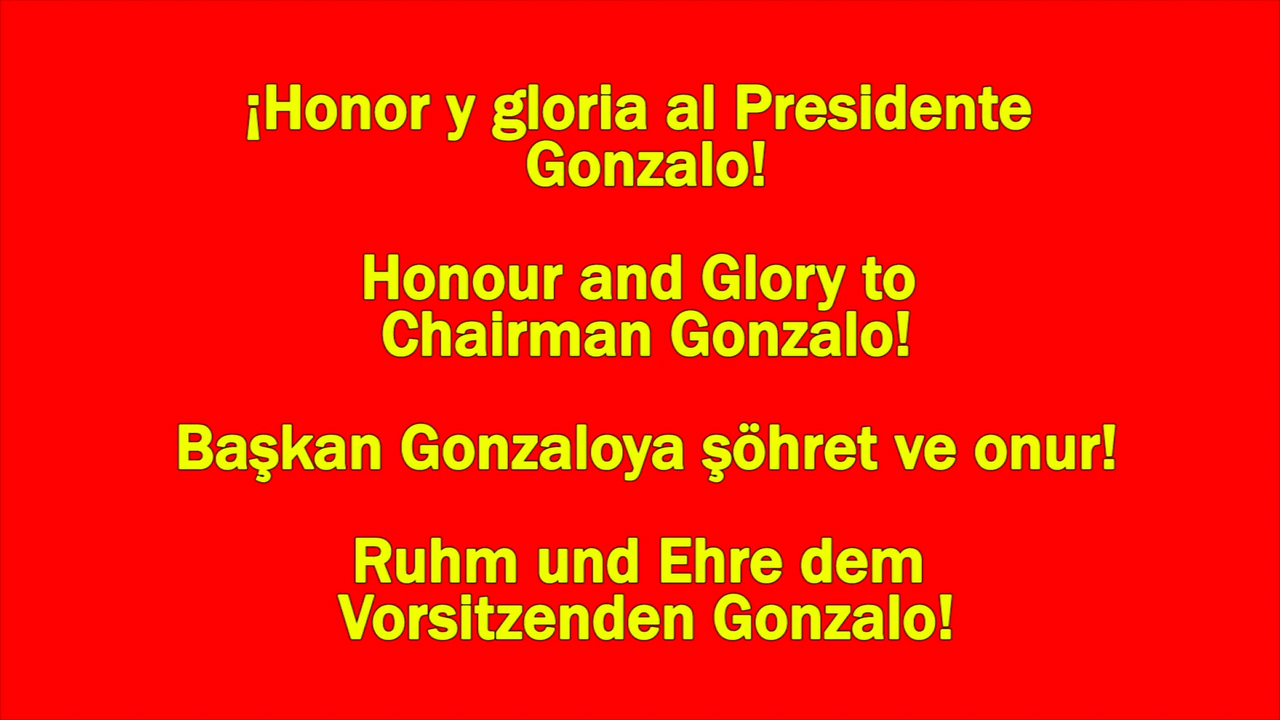 ¡Honor y gloria al Presidente
Gonzalo!
Honour and Glory to
Chairman Gonzalo!
Başkan Gonzaloya şöhret ve onur!
Ruhm und Ehre dem
Vorsitzenden Gonzalo!